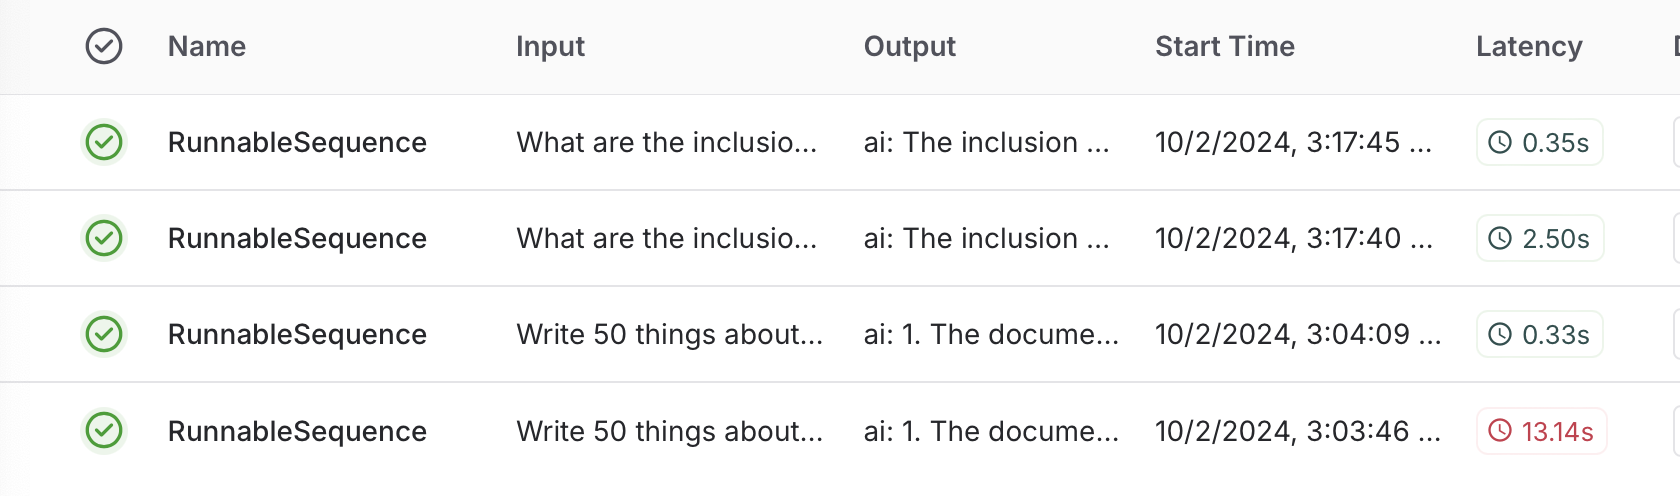 Name Input Output Start Time Latency
RunnableSequence What are the inclusio... ai: The inclusion ... 10/2/2024, 3:17:45 ... 0.35s
RunnableSequence What are the inclusio... ai: The inclusion ... 10/2/2024, 3:17:40 ... 2.50s
RunnableSequence Write 50 things about... ai: 1. The docume... 10/2/2024, 3:04:09 ... 0.33s
RunnableSequence Write 50 things about... ai: 1. The docume... 10/2/2024, 3:03:46 ... 13.14s